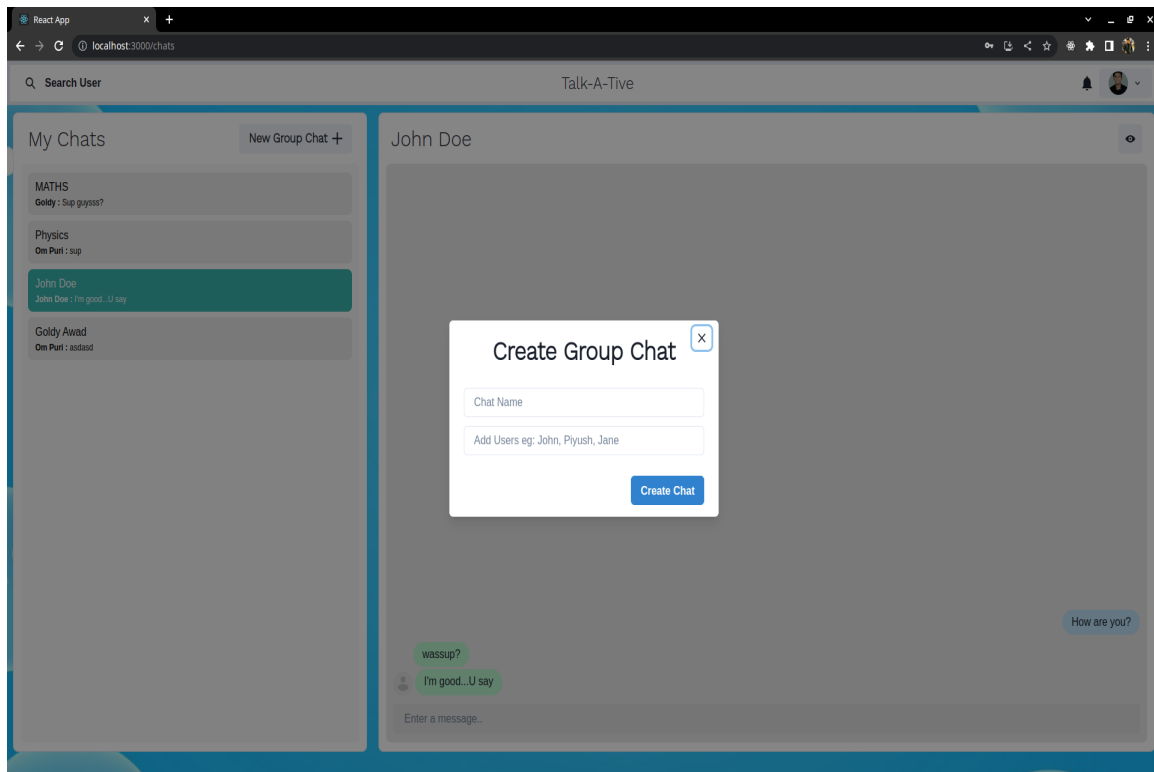 React App
localhost:3000/chats
Search User
Talk-A-Tive
My Chats
New Group Chat +
MATHS
Goldy : Sup guysss?
Physics
Om Puri : sup
John Doe
John Doe : I'm good...U say
Goldy Awad
Om Puri : asdasd
John Doe
Create Group Chat
Chat Name
Add Users eg: John, Piyush, Jane
Create Chat
How are you?
wassup?
I'm good...U say
Enter a message..